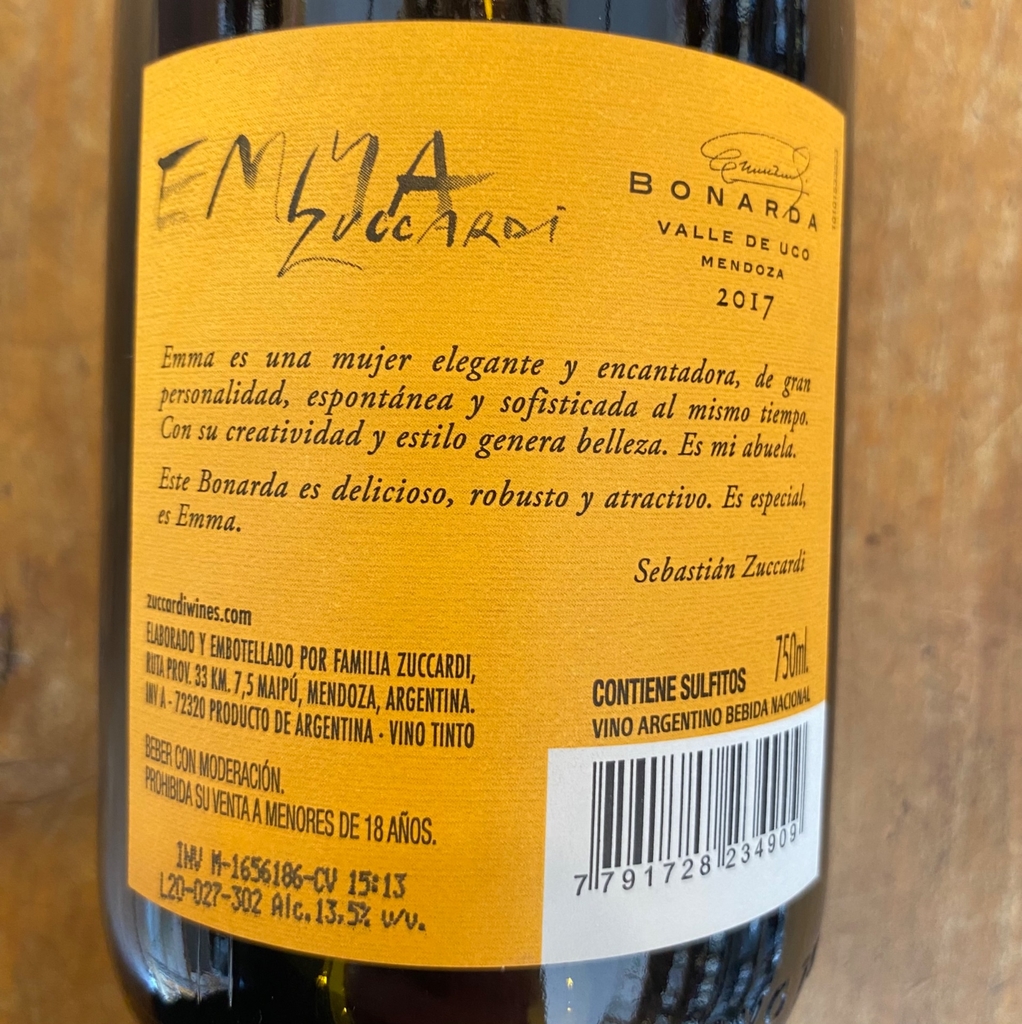 EMMA
ZUCCARDI
BONARDA
VALLE DE UCO
MENDOZA
2017
Emma es una mujer elegante y encantadora, de gran
personalidad, espontánea y sofisticada al mismo tiempo.
Con su creatividad y estilo genera belleza. Es mi abuela.
Este Bonarda es delicioso, robusto y atractivo. Es especial,
es Emma.
Sebastián Zuccardi
zuccardiwines.com
ELABORADO Y EMBOTELLADO POR FAMILIA ZUCCARDI,
RUTA PROV. 33 KM. 7,5 MAIPÚ, MENDOZA, ARGENTINA.
INV A - 72320 PRODUCTO DE ARGENTINA · VINO TINTO
BEBER CON MODERACIÓN.
PROHIBIDA SU VENTA A MENORES DE 18 AÑOS.
INV M-1656186-CV 15:13
L20-027-302 Alc.13.5% v/v.
750ml.
CONTIENE SULFITOS
VINO ARGENTINO BEBIDA NACIONAL
7 791728 234909